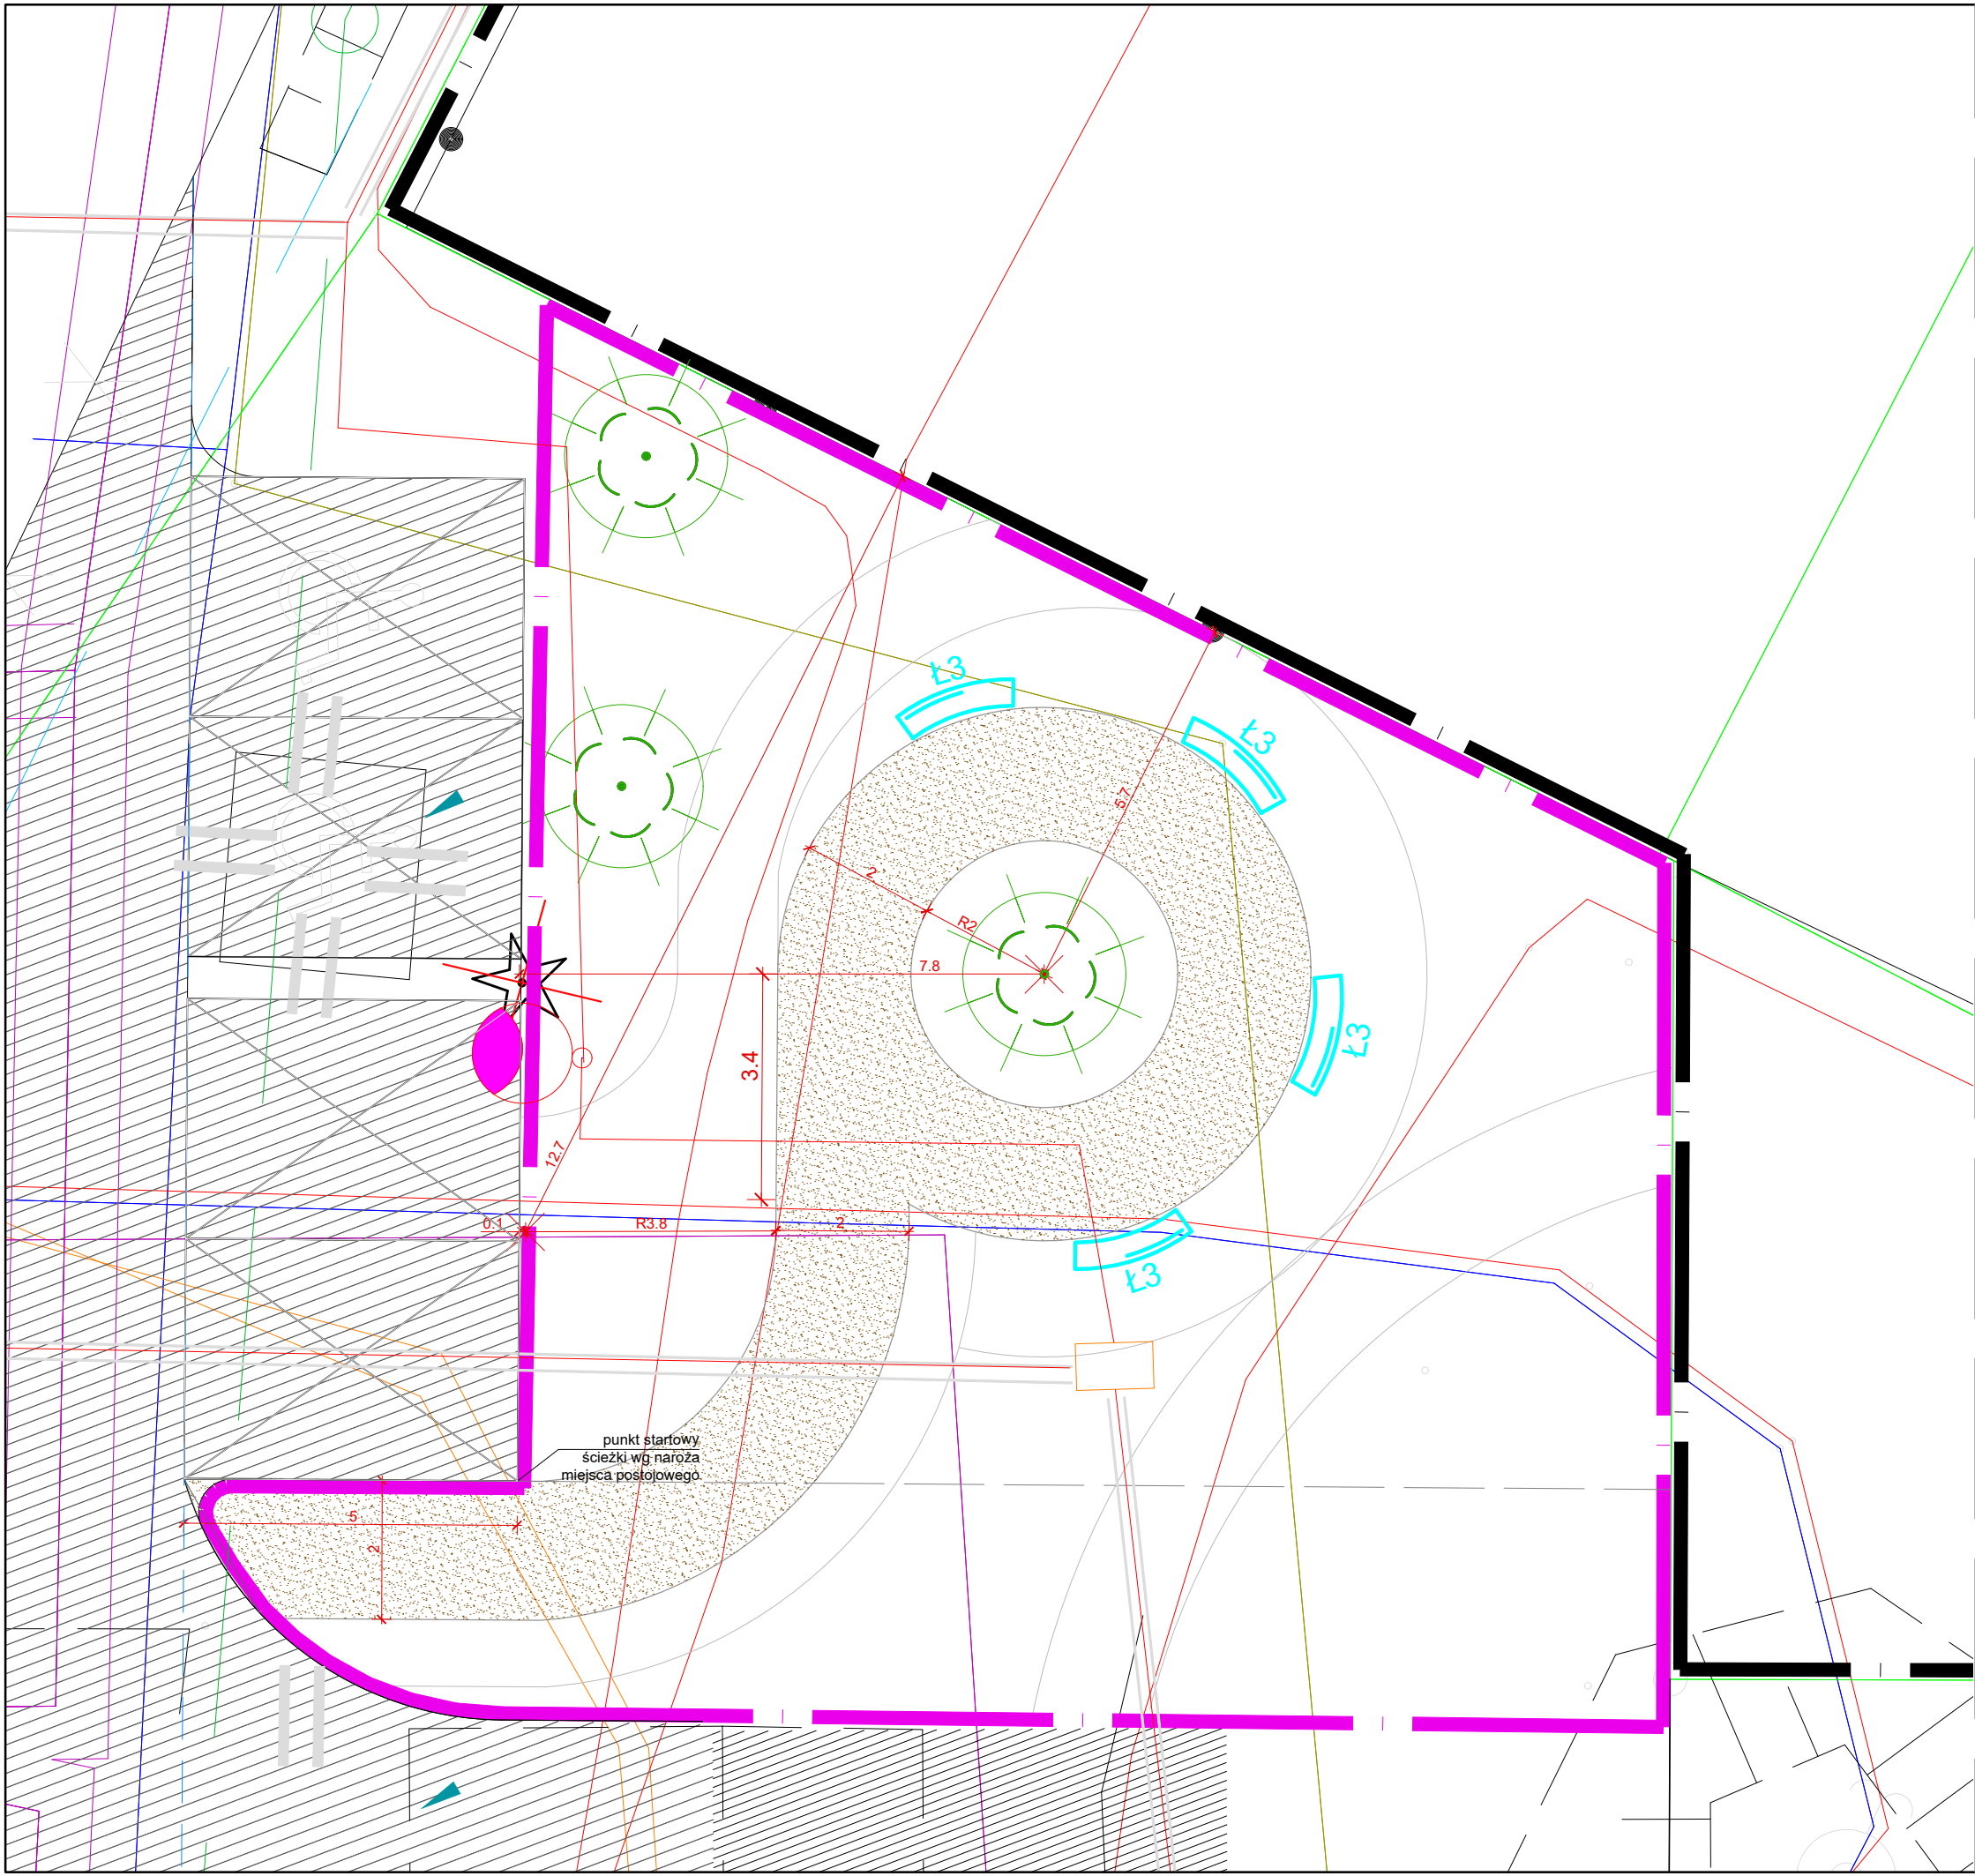 Ł3
Ł3
5.7
2
R2
7.8
3.4
Ł3
12.7
0.1
R3.8
2
Ł3
punkt startowy
ścieżki wg naroża
miejsca postojowego
5
2